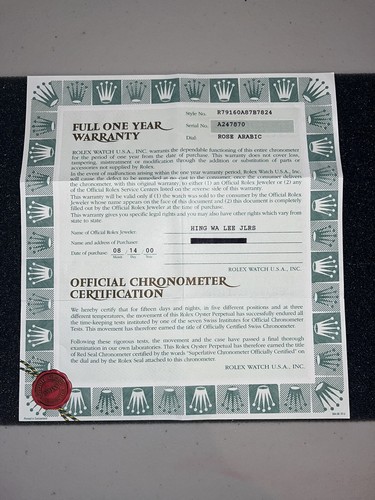 Style No. R79160A87B7824
FULL ONE YEAR Serial No. A247870
WARRANTY Dial: ROSE ARABIC
ROLEX WATCH U.S.A., INC. warrants the dependable functioning of this entire chronometer
for the period of one year from the date of purchase. This warranty does not cover loss,
tampering, mistreatment or modification through the addition or substitution of parts or
accessories not supplied by Rolex.
In the event of malfunction arising within the one year warranty period, Rolex Watch U.S.A., Inc.
will cause the defect to be remedied at no cost to the consumer once the consumer delivers
the chronometer, with this original warranty, to either (1) an Official Rolex Jeweler or (2) any
of the Official Rolex Service Centers listed on the reverse side of this warranty.
This warranty will be valid only if (1) the watch was sold to the consumer by the Official Rolex
Jeweler whose name appears on the face of this document and (2) this document is completely
filled out by the Official Rolex Jeweler at the time of purchase.
This warranty gives you specific legal rights and you may also have other rights which vary from
state to state.
Name of Official Rolex Jeweler: HING WA LEE JLRS
Name and address of Purchaser:
Date of purchase: 08 14 00
Month Day Year
ROLEX WATCH U.S.A., INC.
OFFICIAL CHRONOMETER
CERTIFICATION
We hereby certify that for fifteen days and nights, in five different positions and at three
different temperatures, the movement of this Rolex Oyster Perpetual has successfully endured all
the time-keeping tests instituted by one of the seven Swiss Institutes for Official Chronometer
Tests. This movement has therefore earned the title of Officially Certified Swiss Chronometer.
Following these rigorous tests, the movement and the case have passed a final thorough
examination in our own laboratories. This Rolex Oyster Perpetual has therefore earned the title
of Red Seal Chronometer certified by the words "Superlative Chronometer Officially Certified" on
the dial and by the Rolex Seal attached to this chronometer.
ROLEX WATCH U.S.A., INC.